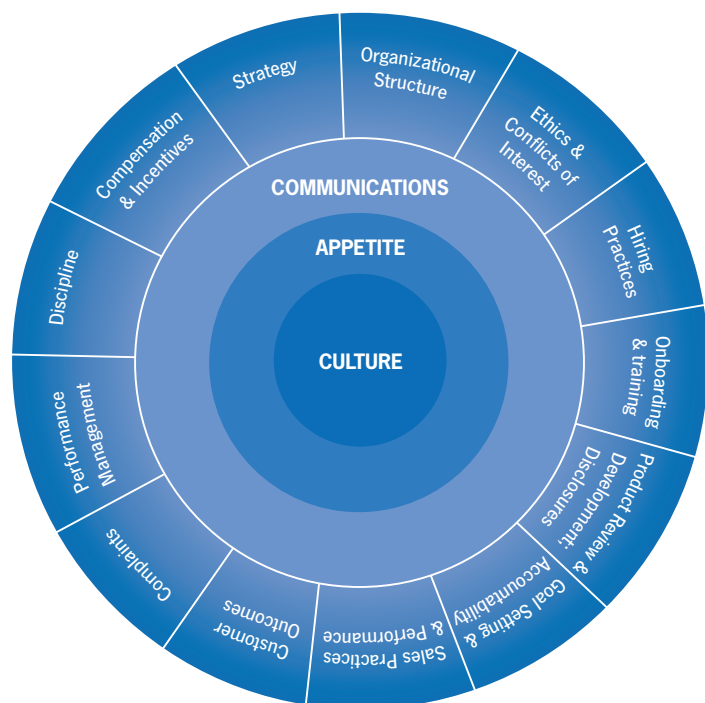 Strategy
Organizational
Structure
Ethics &
Conflicts of
Interest
Hiring
Practices
Onboarding
& training
Product Review &
Development;
Disclosures
Goal Setting &
Accountability
Sales Practices
& Performance
Customer
Outcomes
Complaints
Performance
Management
Discipline
Compensation
& Incentives
COMMUNICATIONS
APPETITE
CULTURE